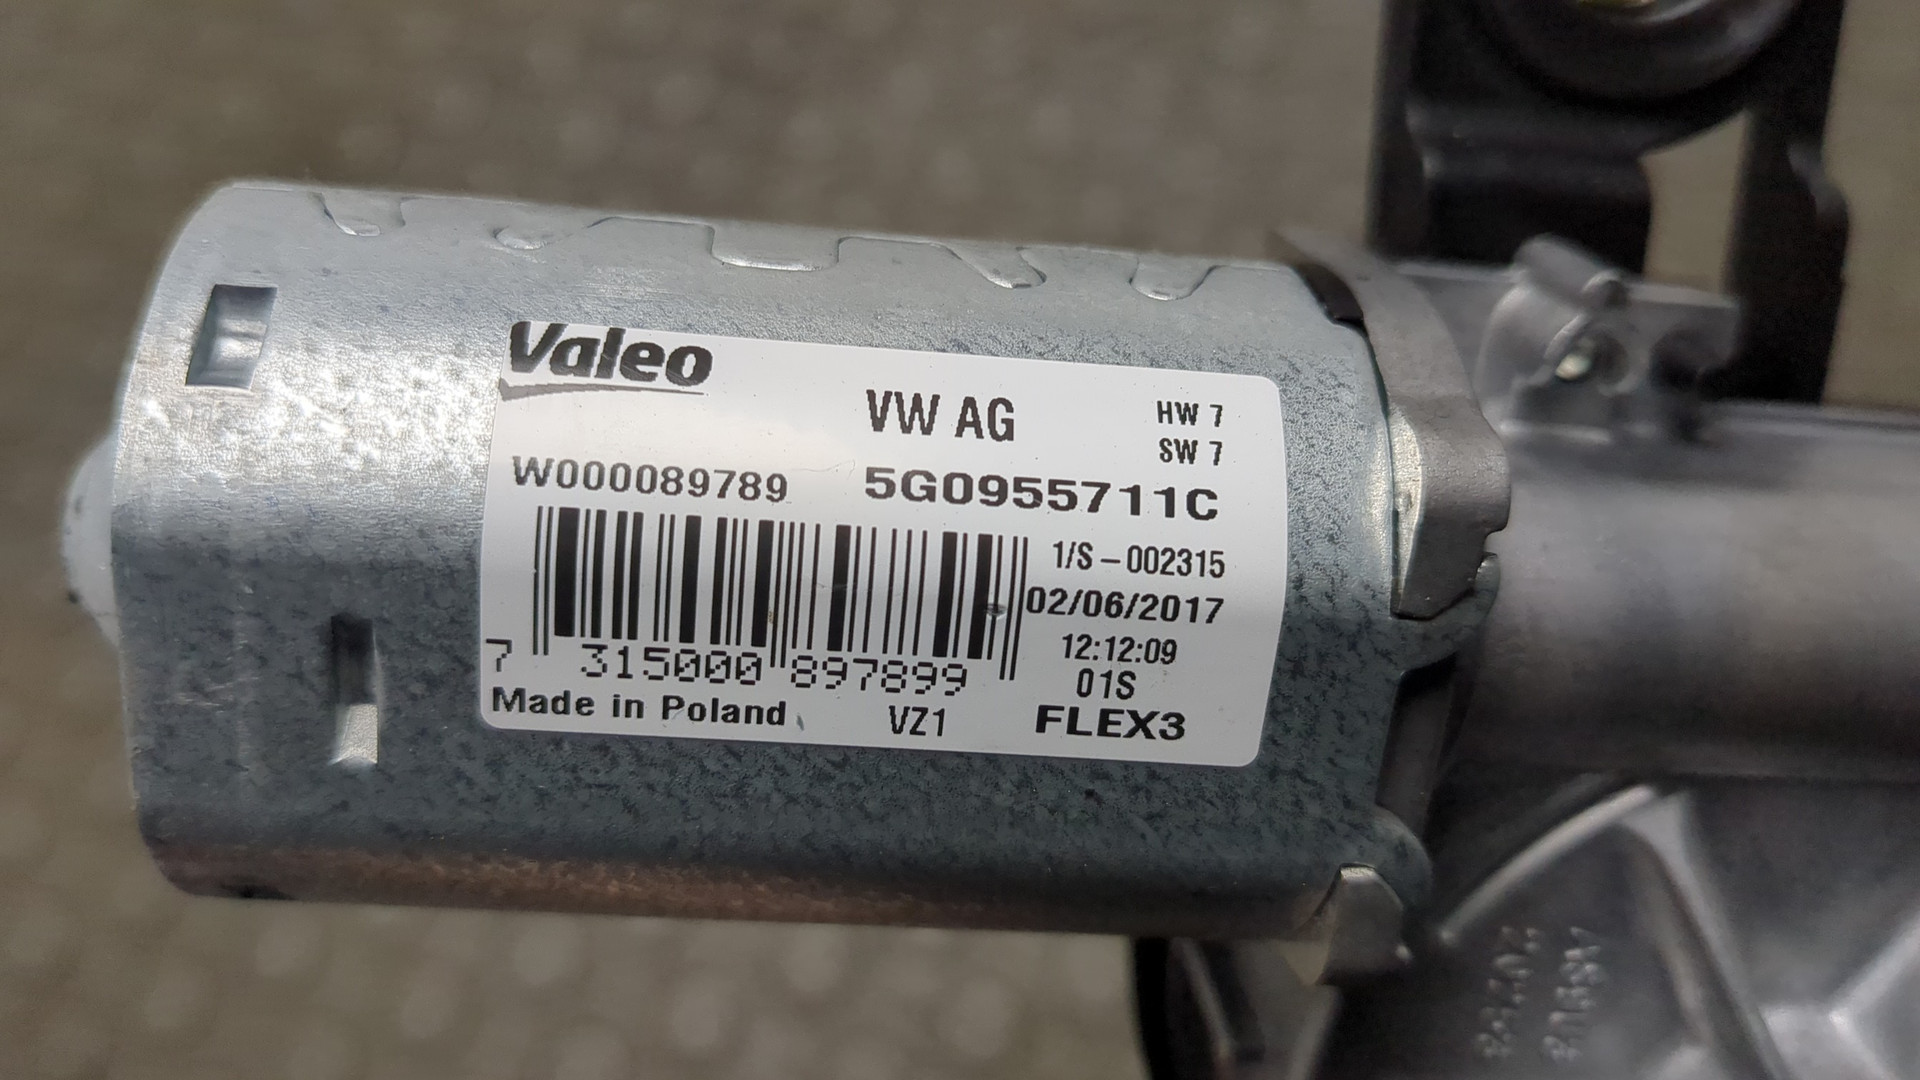 Valeo
VW AG
HW 7
SW 7
W000089789
5G0955711C
1/S - 002315
02/06/2017
12:12:09
01S
7 315000 897899
Made in Poland
VZ1
FLEX3